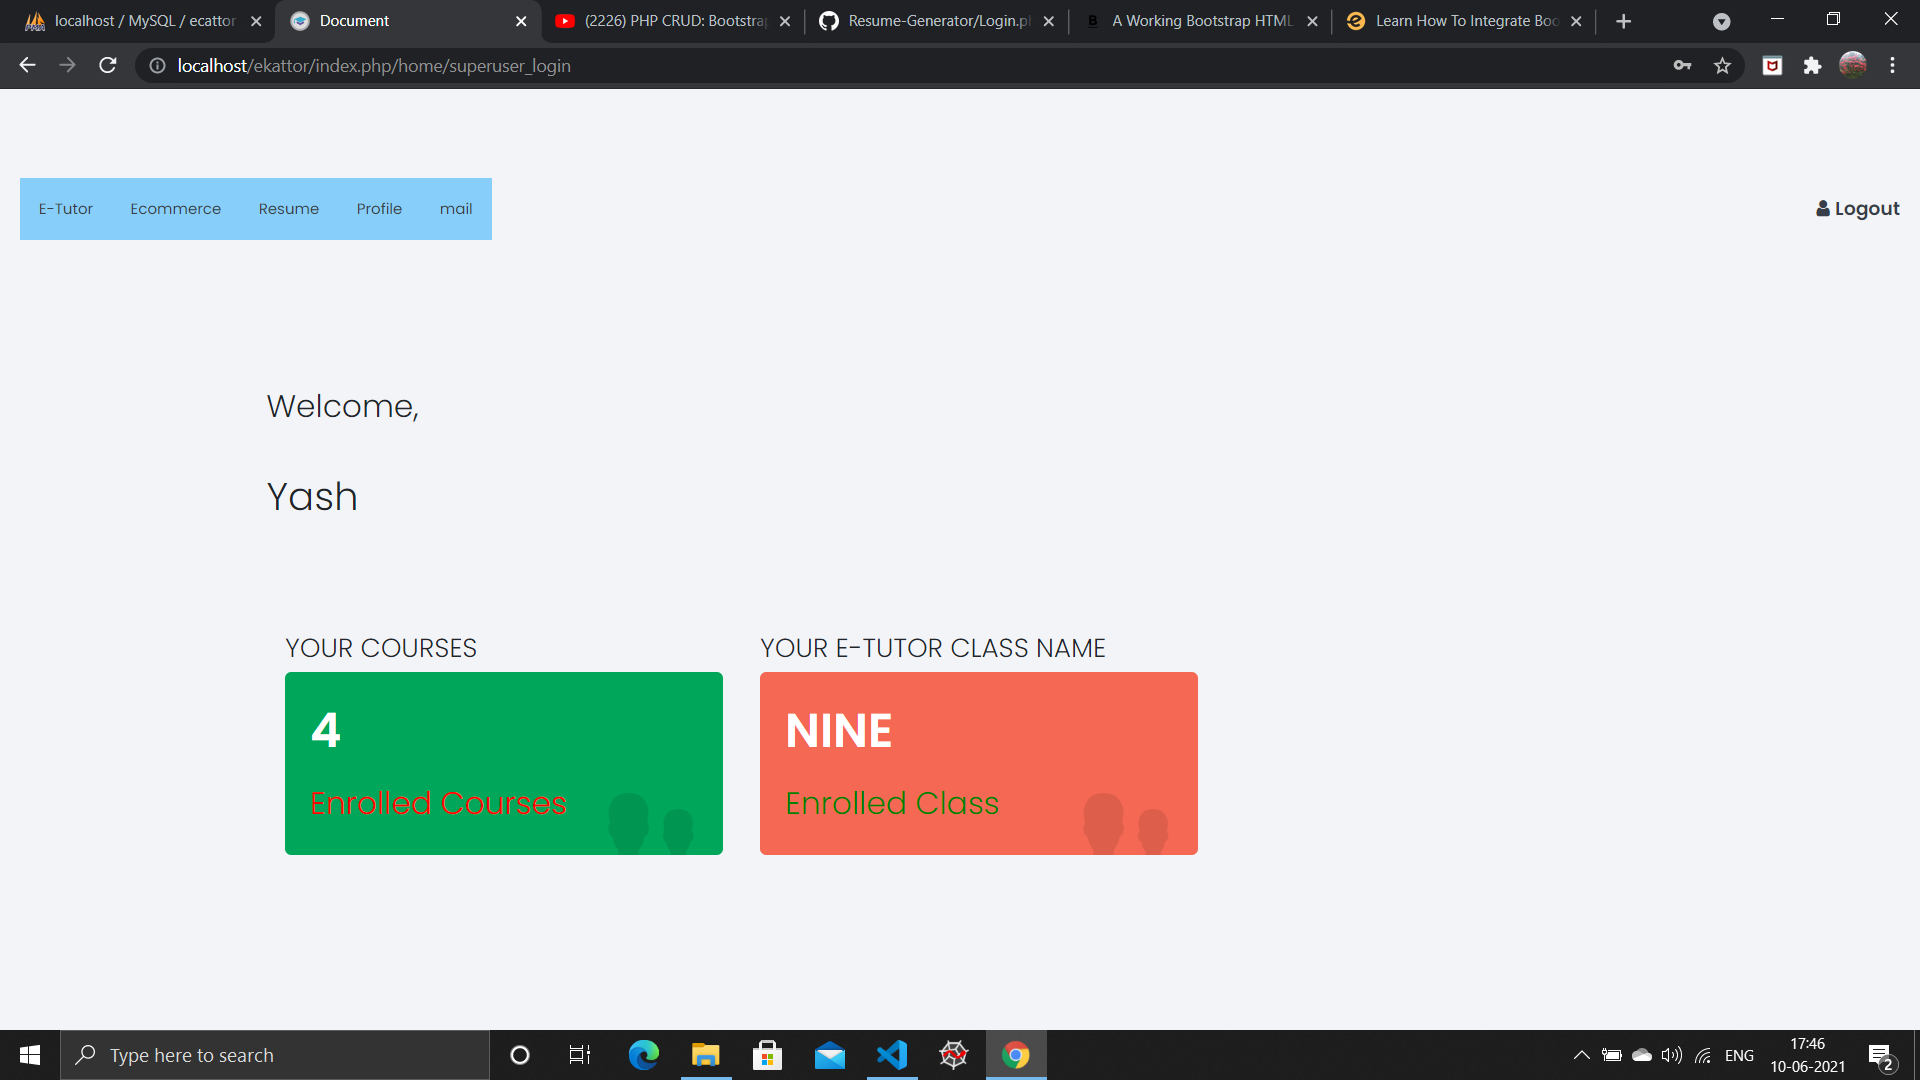 localhost / MySQL / ecattor
Document
(2226) PHP CRUD: Bootstrap
Resume-Generator/Login.ph
A Working Bootstrap HTML
Learn How To Integrate Boo
localhost/ekattor/index.php/home/superuser_login
E-Tutor Ecommerce Resume Profile mail
Logout
Welcome,
Yash
YOUR COURSES
YOUR E-TUTOR CLASS NAME
4
NINE
Enrolled Courses
Enrolled Class
Type here to search
ENG
17:46
10-06-2021
2